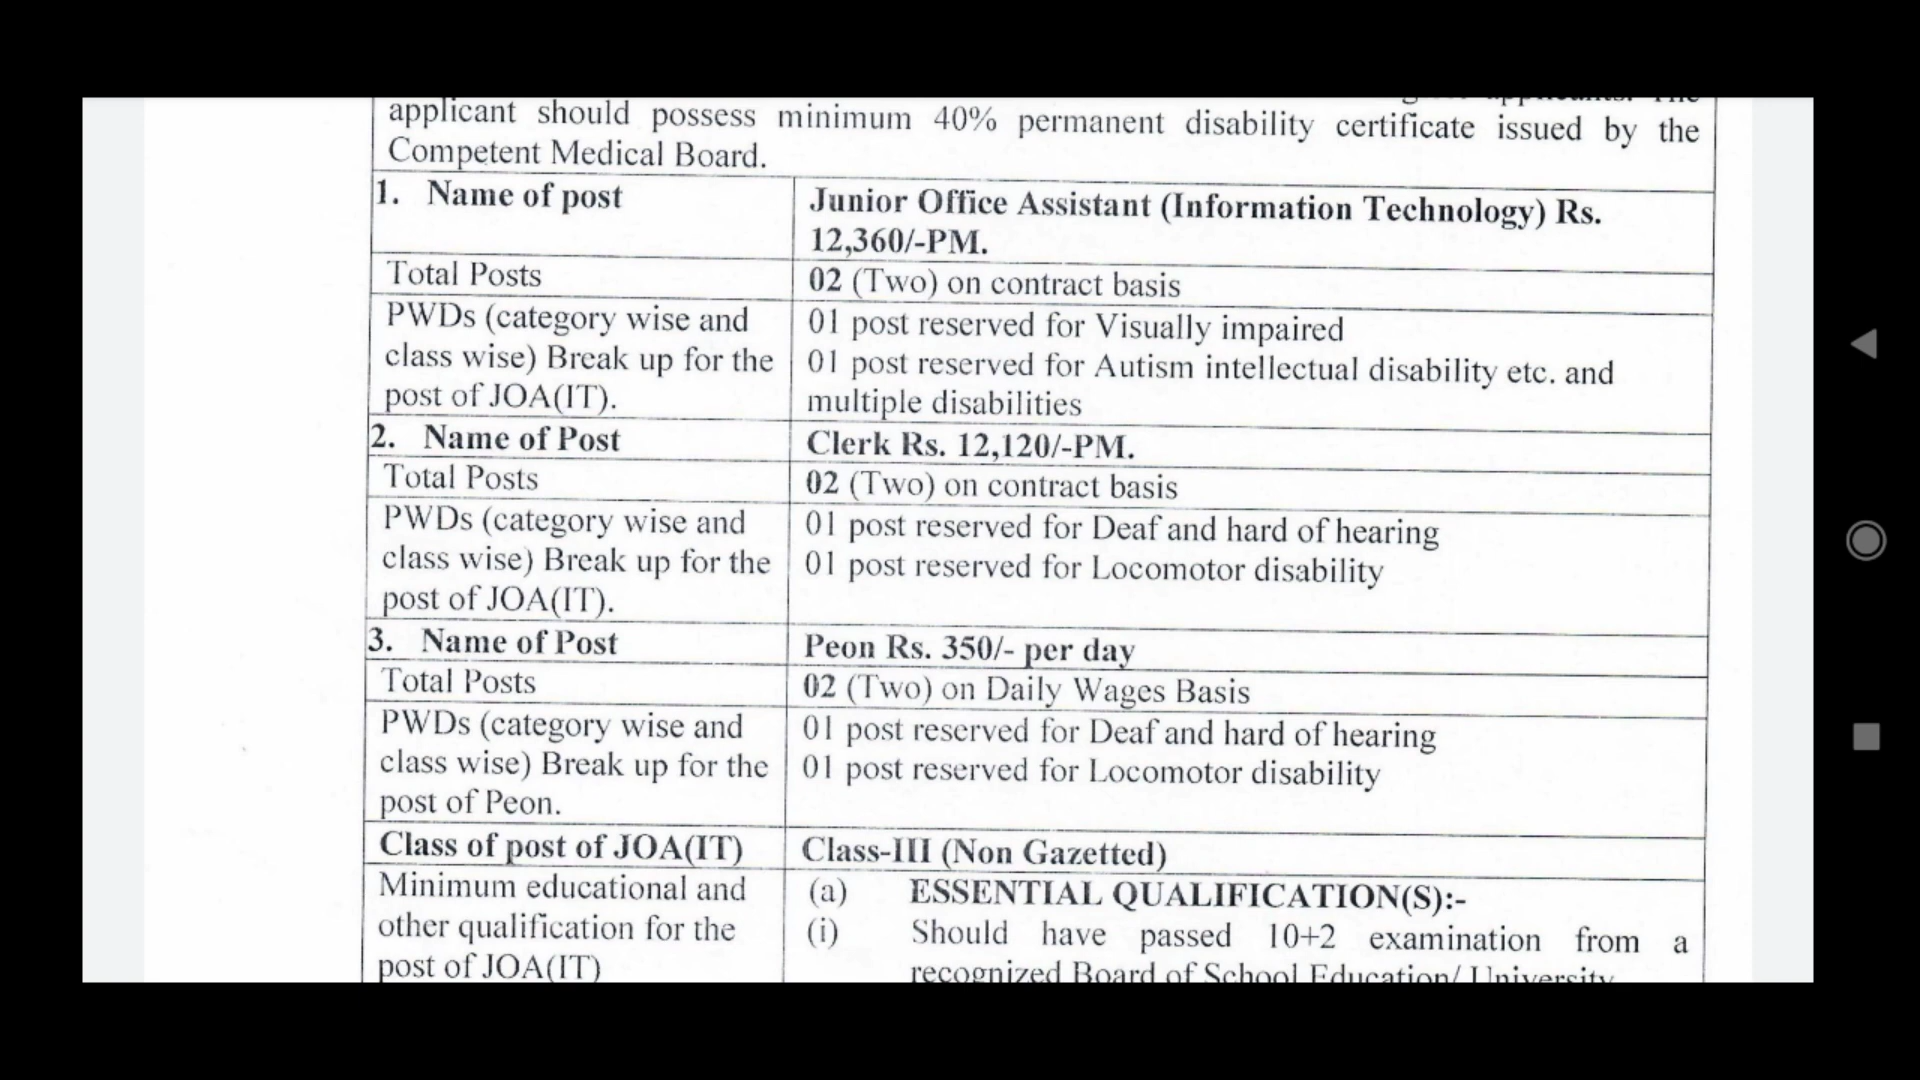 applicant should possess minimum 40% permanent disability certificate issued by the
Competent Medical Board.
1. Name of post
Junior Office Assistant (Information Technology) Rs.
12,360/-PM.
Total Posts
02 (Two) on contract basis
PWDs (category wise and
class wise) Break up for the
post of JOA(IT).
01 post reserved for Visually impaired
01 post reserved for Autism intellectual disability etc. and
multiple disabilities
2. Name of Post
Clerk Rs. 12,120/-PM.
Total Posts
02 (Two) on contract basis
PWDs (category wise and
class wise) Break up for the
post of JOA(IT).
01 post reserved for Deaf and hard of hearing
01 post reserved for Locomotor disability
3. Name of Post
Peon Rs. 350/- per day
Total Posts
02 (Two) on Daily Wages Basis
PWDs (category wise and
class wise) Break up for the
post of Peon.
01 post reserved for Deaf and hard of hearing
01 post reserved for Locomotor disability
Class of post of JOA(IT)
Class-III (Non Gazetted)
Minimum educational and
other qualification for the
post of JOA(IT)
(a) ESSENTIAL QUALIFICATION(S):-
(i) Should have passed 10+2 examination from a
recognized Board of School Education/ University